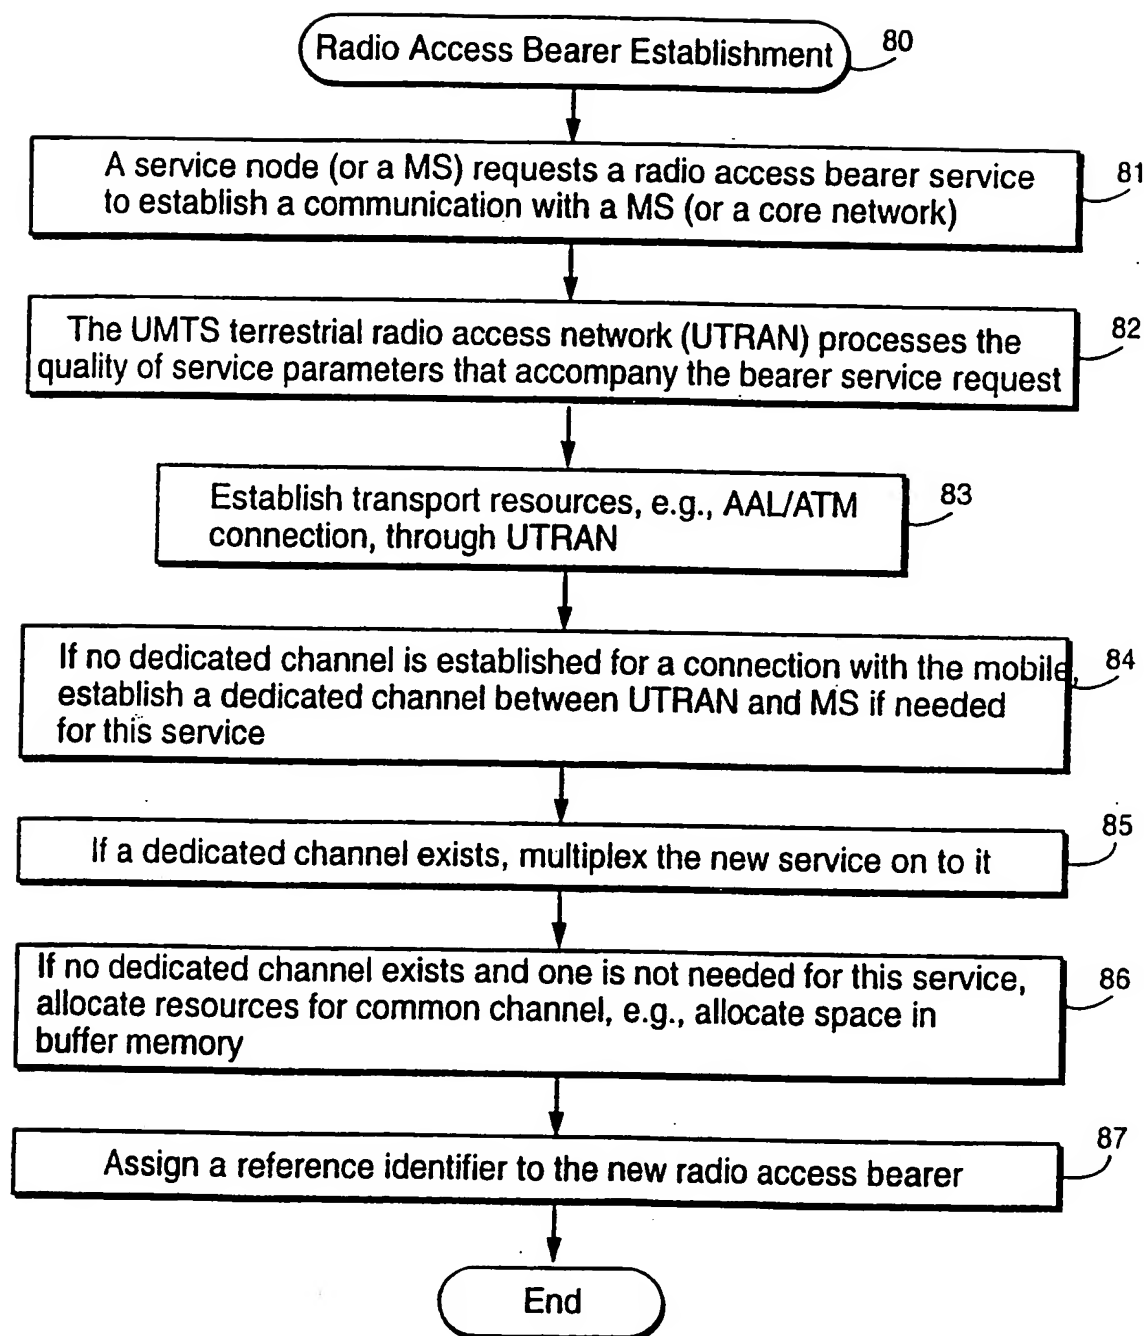 Radio Access Bearer Establishment
80
A service node (or a MS) requests a radio access bearer service
to establish a communication with a MS (or a core network)
81
The UMTS terrestrial radio access network (UTRAN) processes the
quality of service parameters that accompany the bearer service request
82
Establish transport resources, e.g., AAL/ATM
connection, through UTRAN
83
If no dedicated channel is established for a connection with the mobile,
establish a dedicated channel between UTRAN and MS if needed
for this service
84
If a dedicated channel exists, multiplex the new service on to it
85
If no dedicated channel exists and one is not needed for this service,
allocate resources for common channel, e.g., allocate space in
buffer memory
86
Assign a reference identifier to the new radio access bearer
87
End